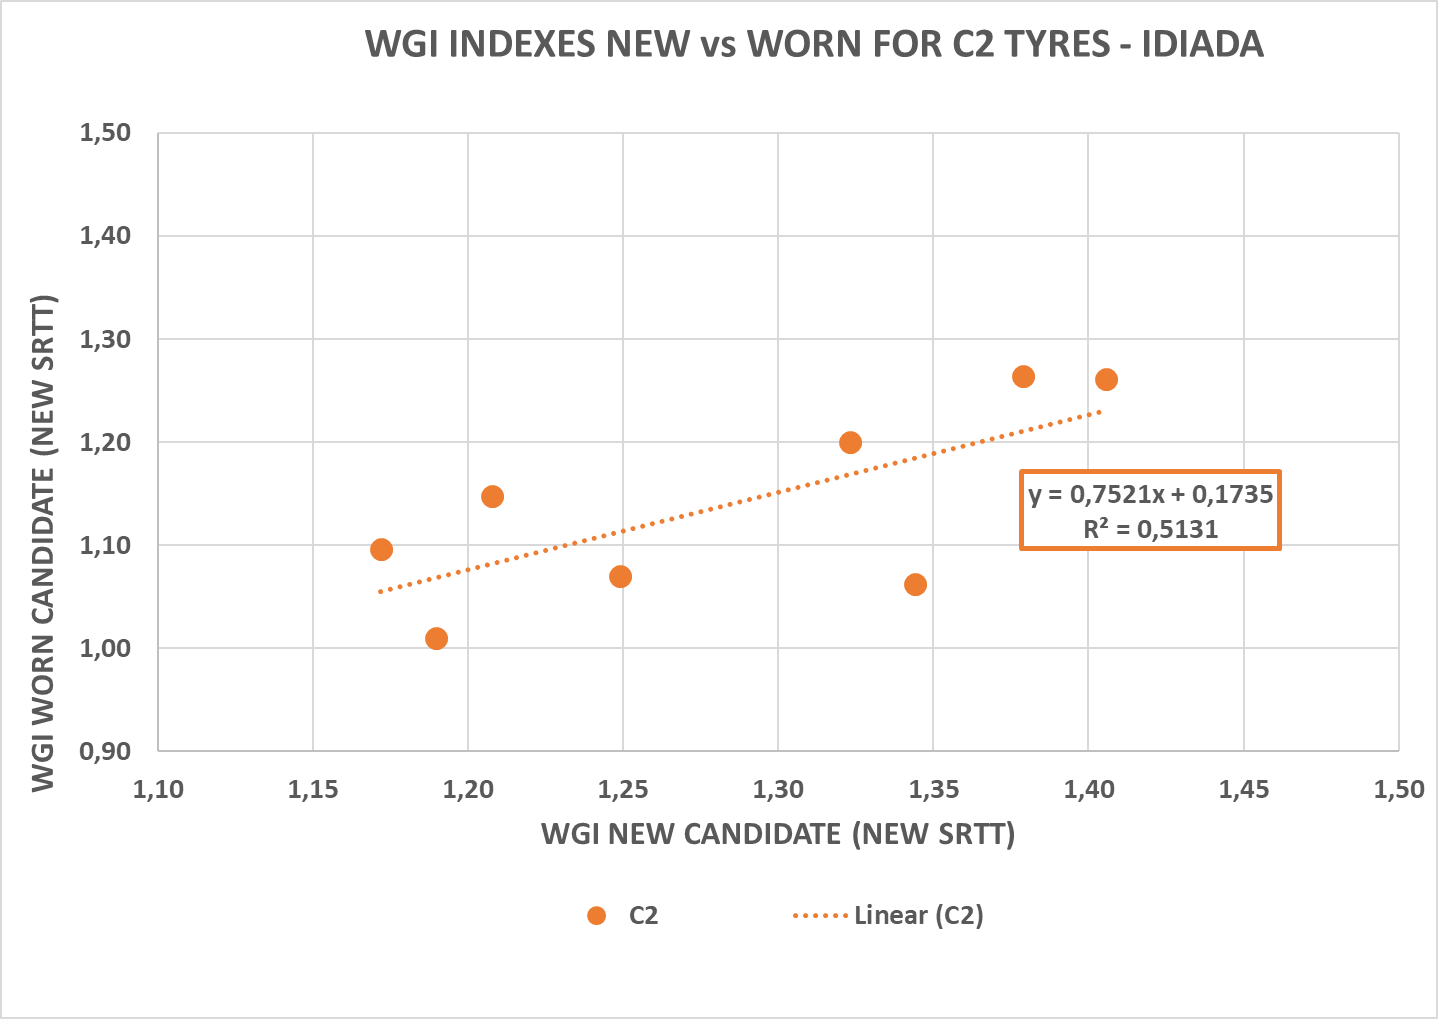 WGI INDEXES NEW vs WORN FOR C2 TYRES - IDIADA
1,50
1,40
1,30
1,20
1,10
1,00
0,90
WGI WORN CANDIDATE (NEW SRTT)
y = 0,7521x + 0,1735
R² = 0,5131
1,10 1,15 1,20 1,25 1,30 1,35 1,40 1,45 1,50
WGI NEW CANDIDATE (NEW SRTT)
C2 Linear (C2)